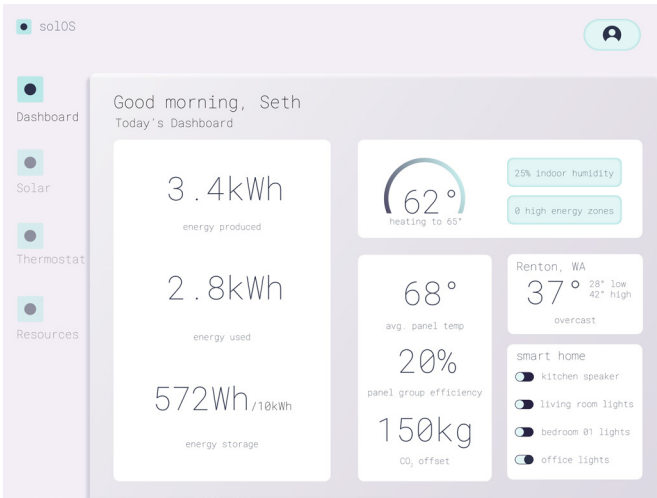 solOS
Dashboard
Solar
Thermostat
Resources
Good morning, Seth
Today's Dashboard
3.4kWh
energy produced
2.8kWh
energy used
572Wh/10kWh
energy storage
62°
heating to 65°
25% indoor humidity
0 high energy zones
68°
avg. panel temp
20%
panel group efficiency
150kg
CO₂ offset
Renton, WA
37° 28° low
42° high
overcast
smart home
kitchen speaker
living room lights
bedroom 01 lights
office lights